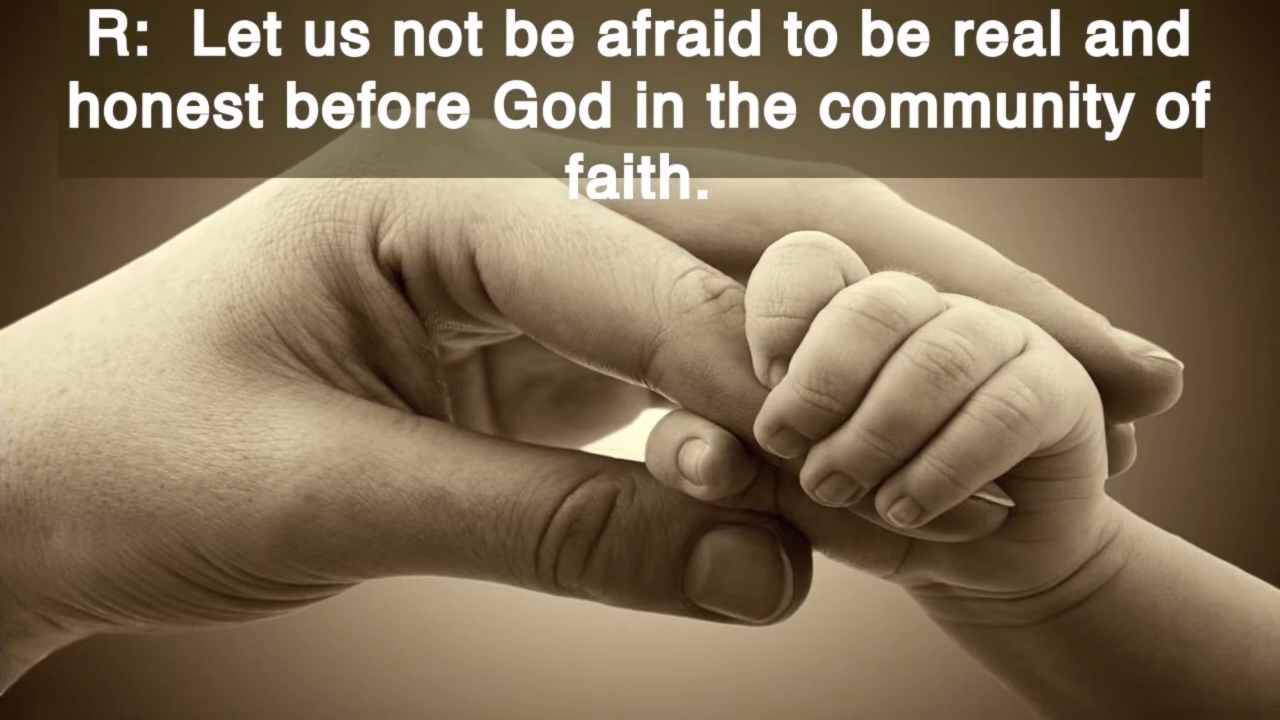 R:  Let us not be afraid to be real and
honest before God in the community of
faith.